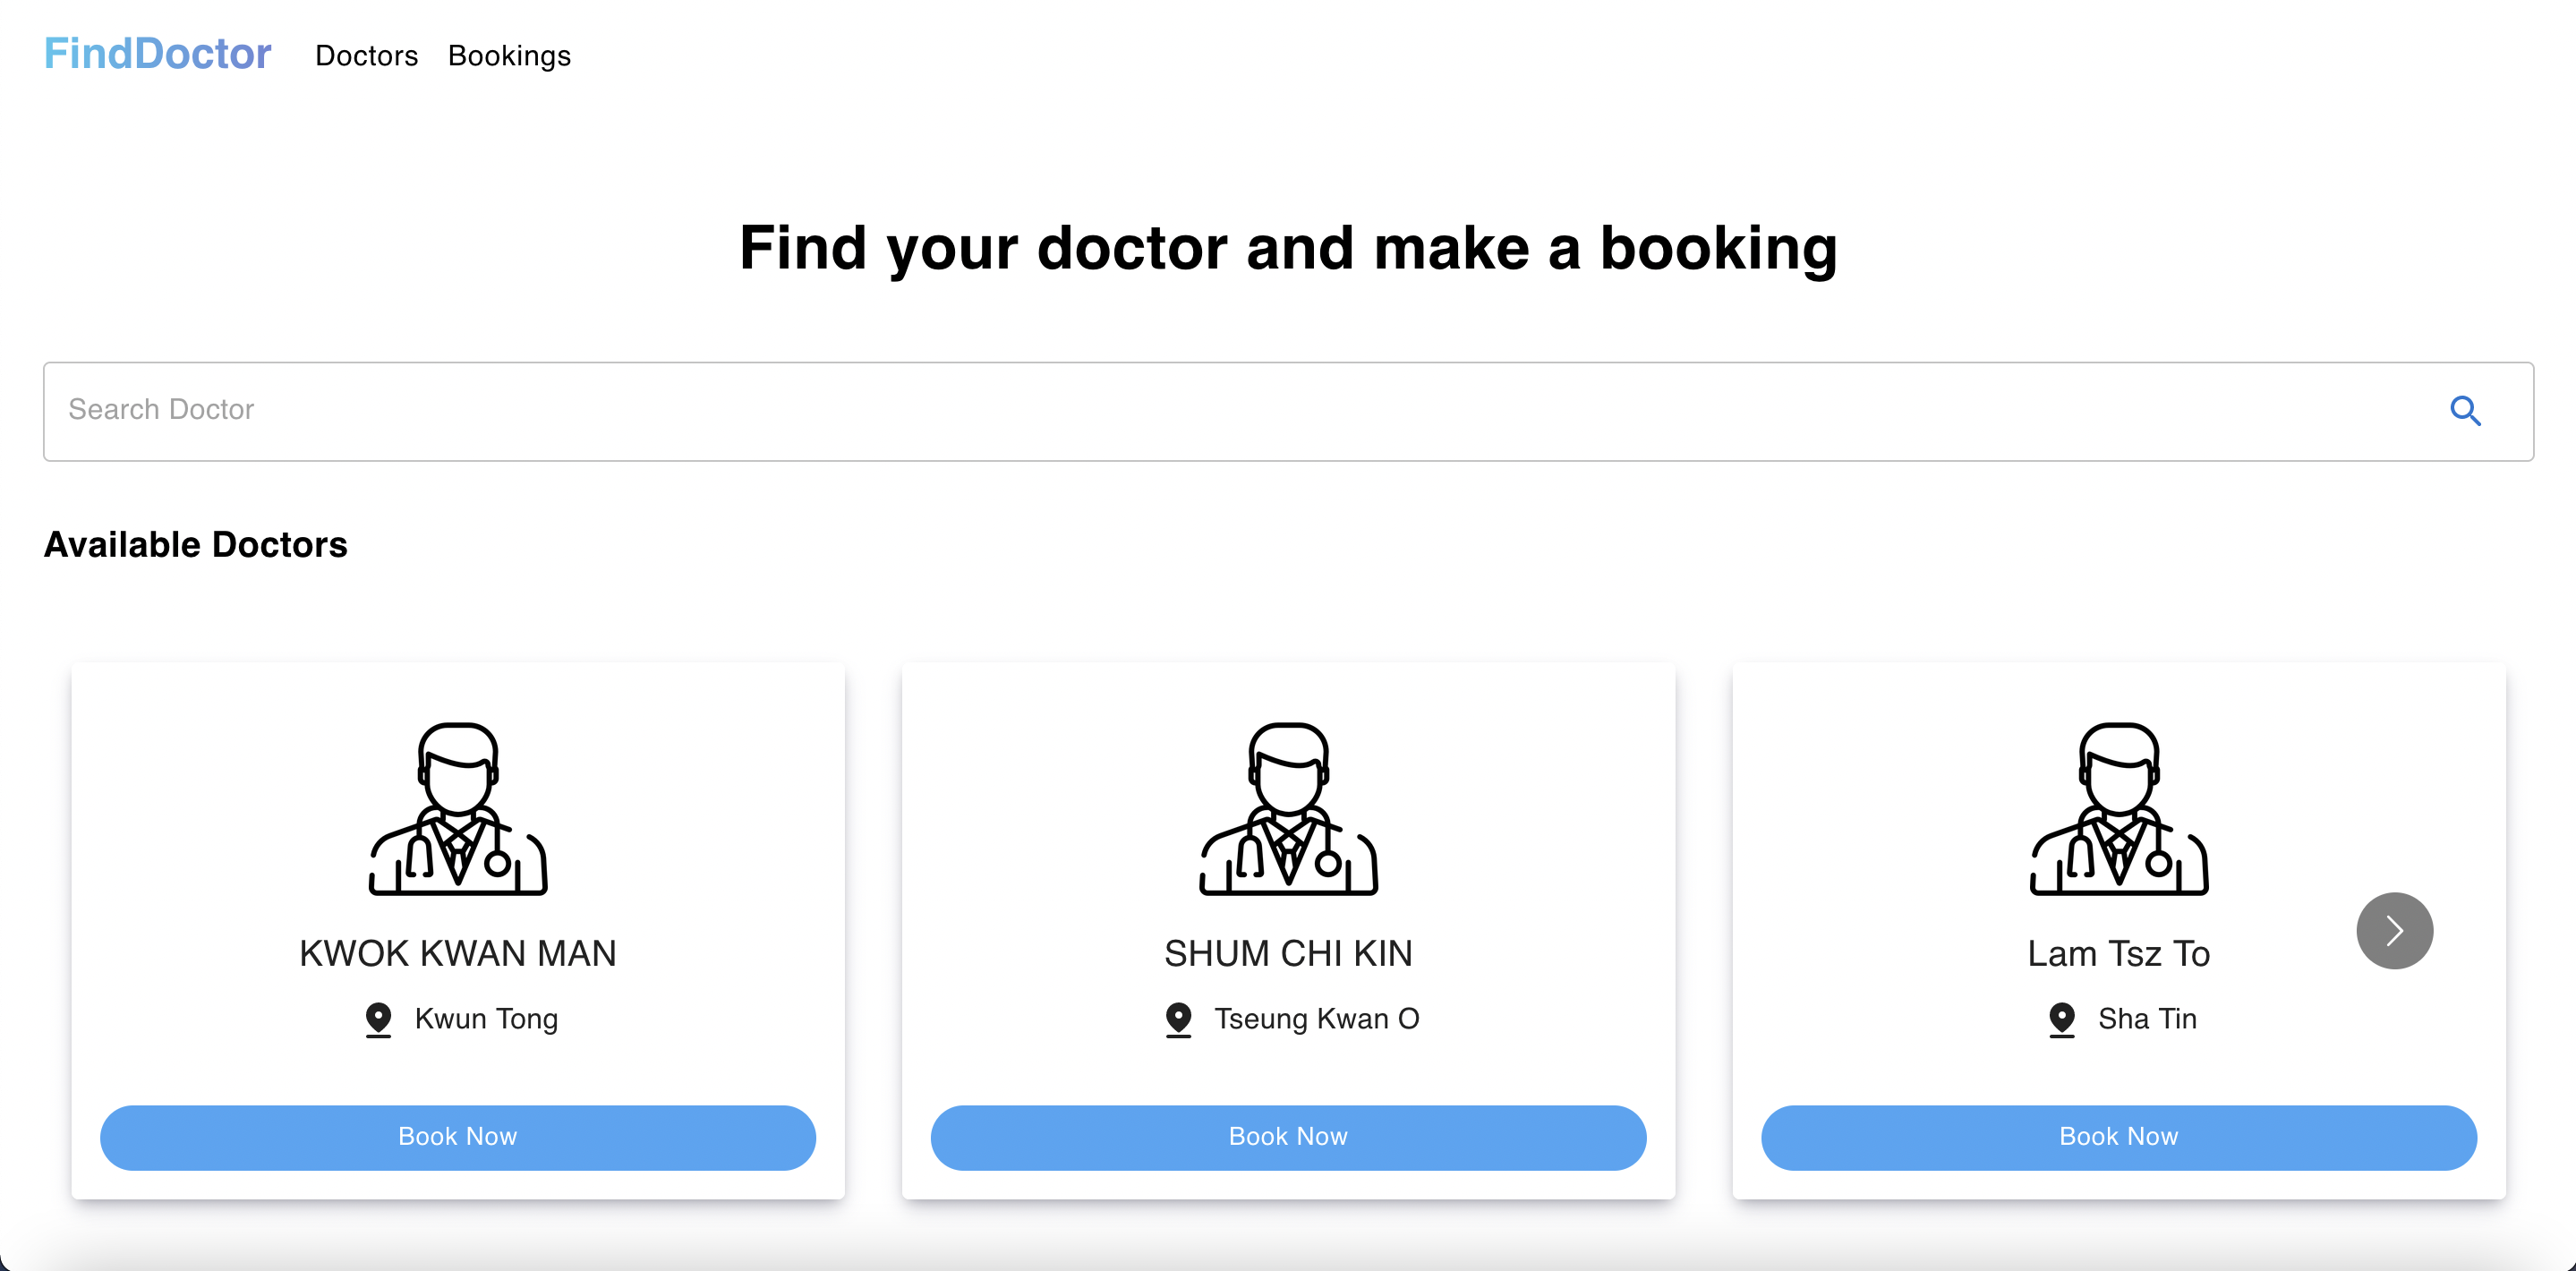 FindDoctor Doctors Bookings
Find your doctor and make a booking
Search Doctor
Available Doctors
KWOK KWAN MAN
Kwun Tong
Book Now
SHUM CHI KIN
Tseung Kwan O
Book Now
Lam Tsz To
Sha Tin
Book Now